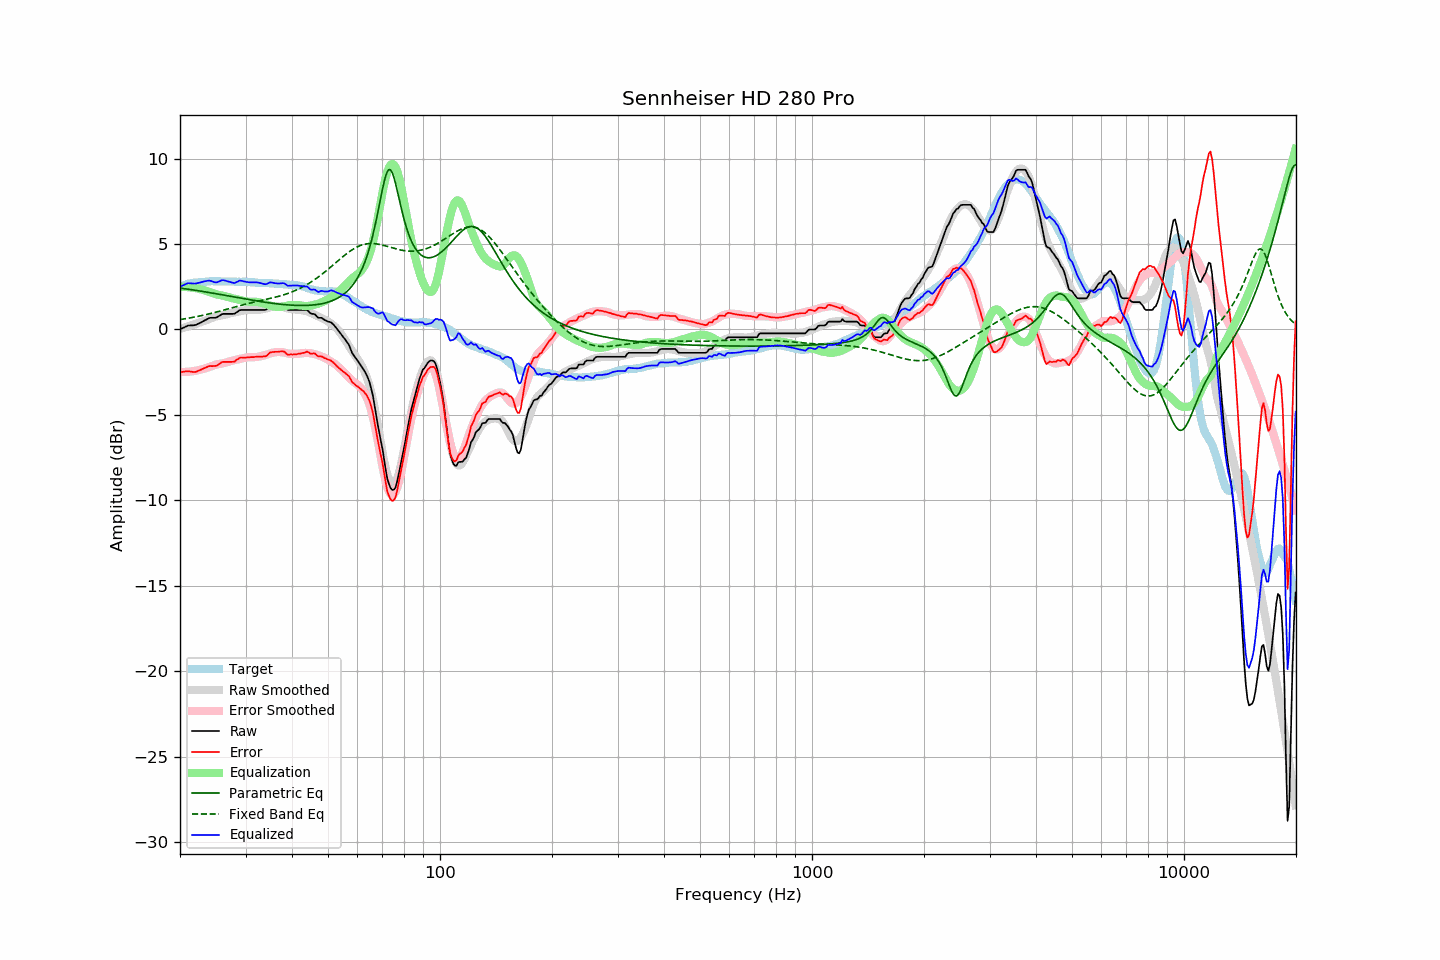 Sennheiser HD 280 Pro
Amplitude (dBr)
10
5
0
−5
−10
−15
−20
−25
−30
Target
Raw Smoothed
Error Smoothed
Raw
Error
Equalization
Parametric Eq
Fixed Band Eq
Equalized
100
1000
10000
Frequency (Hz)